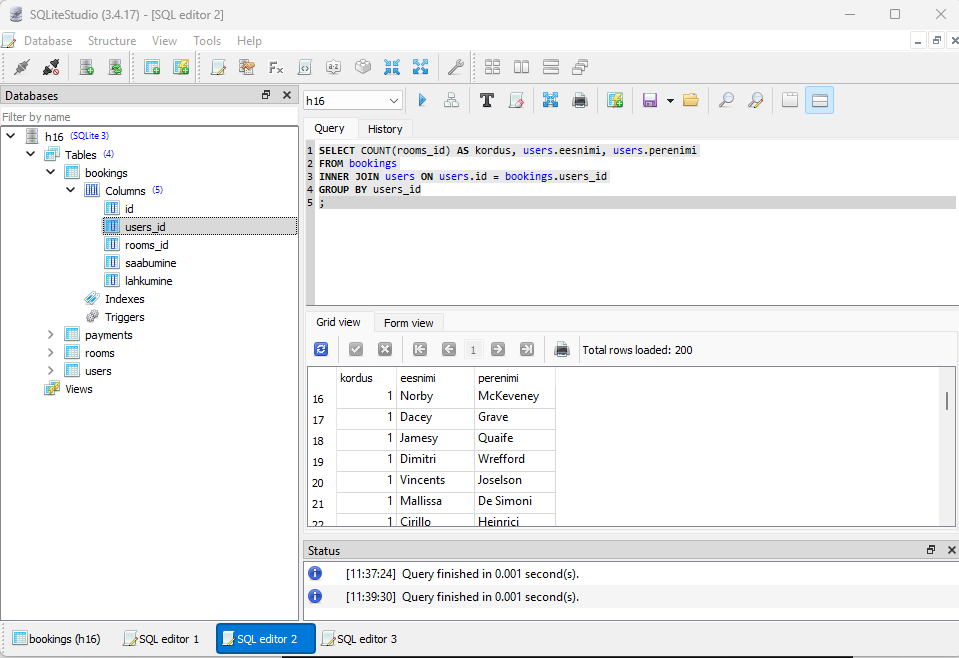 SQLiteStudio (3.4.17) - [SQL editor 2]
Database Structure View Tools Help
Databases
Filter by name
h16 (SQLite 3)
Tables (4)
bookings
Columns (5)
id
users_id
rooms_id
saabumine
lahkumine
Indexes
Triggers
payments
rooms
users
Views
h16
Query History
1 SELECT COUNT(rooms_id) AS kordus, users.eesnimi, users.perenimi
2 FROM bookings
3 INNER JOIN users ON users.id = bookings.users_id
4 GROUP BY users_id
5 ;
Grid view Form view
1 Total rows loaded: 200
kordus eesnimi perenimi
16 1 Norby McKeveney
17 1 Dacey Grave
18 1 Jamesy Quaife
19 1 Dimitri Wrefford
20 1 Vincents Joselson
21 1 Mallissa De Simoni
22 1 Cirillo Heinrici
Status
[11:37:24] Query finished in 0.001 second(s).
[11:39:30] Query finished in 0.001 second(s).
bookings (h16) SQL editor 1 SQL editor 2 SQL editor 3